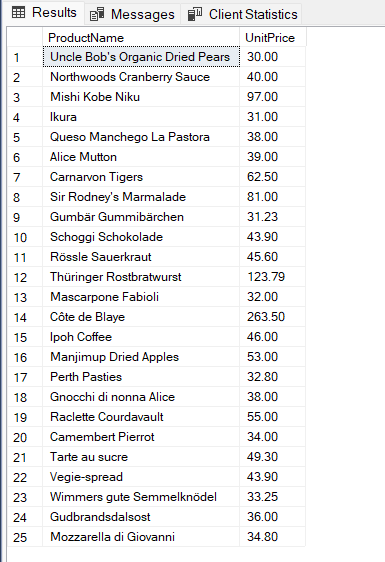 Results Messages Client Statistics
ProductName UnitPrice
1 Uncle Bob's Organic Dried Pears 30.00
2 Northwoods Cranberry Sauce 40.00
3 Mishi Kobe Niku 97.00
4 Ikura 31.00
5 Queso Manchego La Pastora 38.00
6 Alice Mutton 39.00
7 Carnarvon Tigers 62.50
8 Sir Rodney's Marmalade 81.00
9 Gumbär Gummibärchen 31.23
10 Schoggi Schokolade 43.90
11 Rössle Sauerkraut 45.60
12 Thüringer Rostbratwurst 123.79
13 Mascarpone Fabioli 32.00
14 Côte de Blaye 263.50
15 Ipoh Coffee 46.00
16 Manjimup Dried Apples 53.00
17 Perth Pasties 32.80
18 Gnocchi di nonna Alice 38.00
19 Raclette Courdavault 55.00
20 Camembert Pierrot 34.00
21 Tarte au sucre 49.30
22 Vegie-spread 43.90
23 Wimmers gute Semmelknödel 33.25
24 Gudbrandsdalsost 36.00
25 Mozzarella di Giovanni 34.80